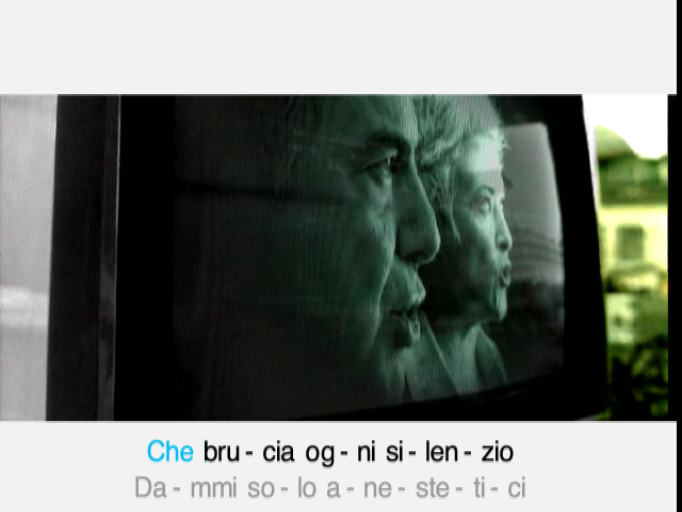 Che bru - cia og - ni si - len - zio
Da - mmi so - lo a - ne - ste - ti - ci